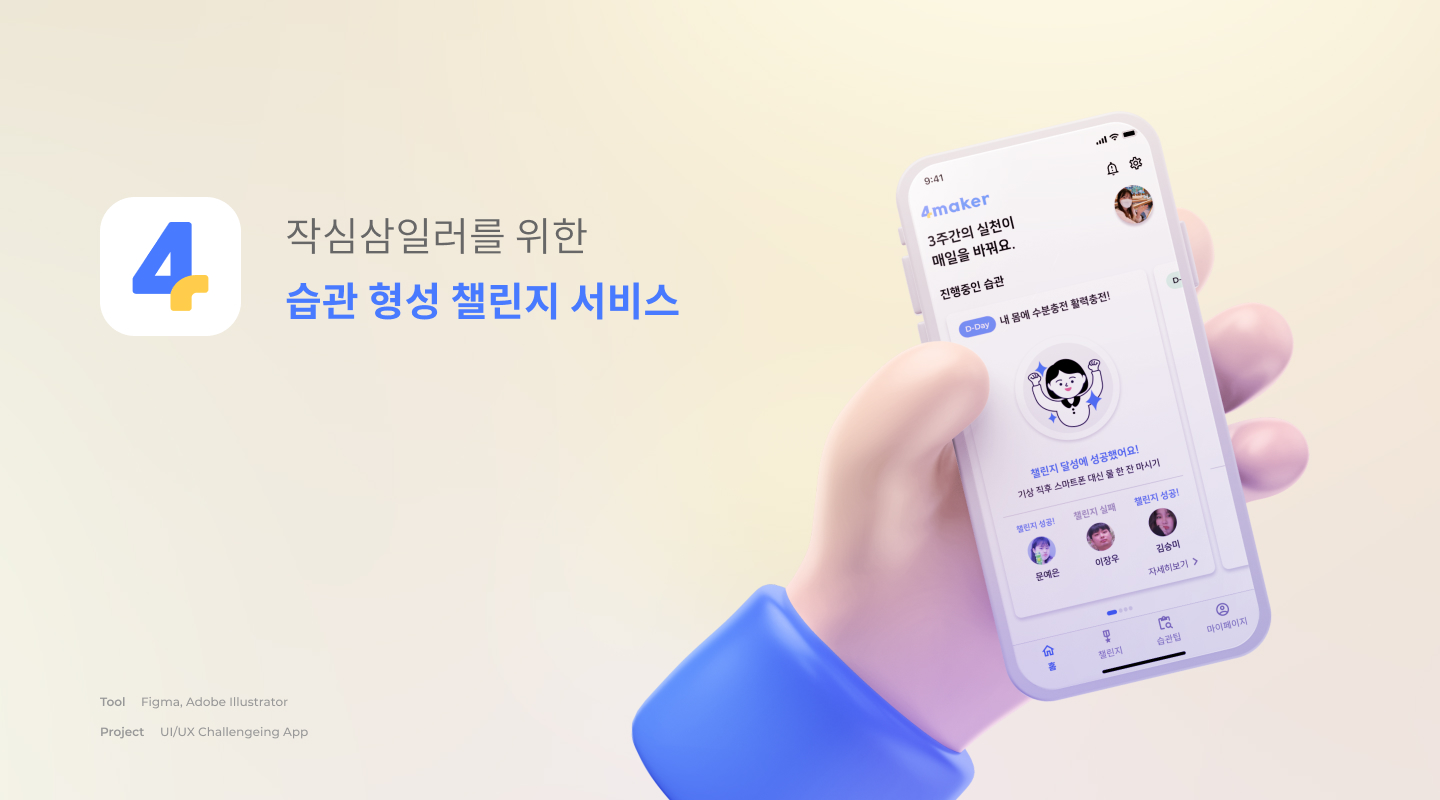 4
작심삼일러를 위한
습관 형성 챌린지 서비스
Tool Figma, Adobe Illustrator
Project UI/UX Challengeing App
9:41
4maker
3주간의 실천이
매일을 바꿔요.
진행중인 습관
D-Day 내 몸에 수분충전 활력충전!
D-
챌린지 달성에 성공했어요!
기상 직후 스마트폰 대신 물 한 잔 마시기
챌린지 성공! 챌린지 실패 챌린지 성공!
문예은 이장우 김승미
자세히보기
홈 챌린지 습관팁 마이페이지